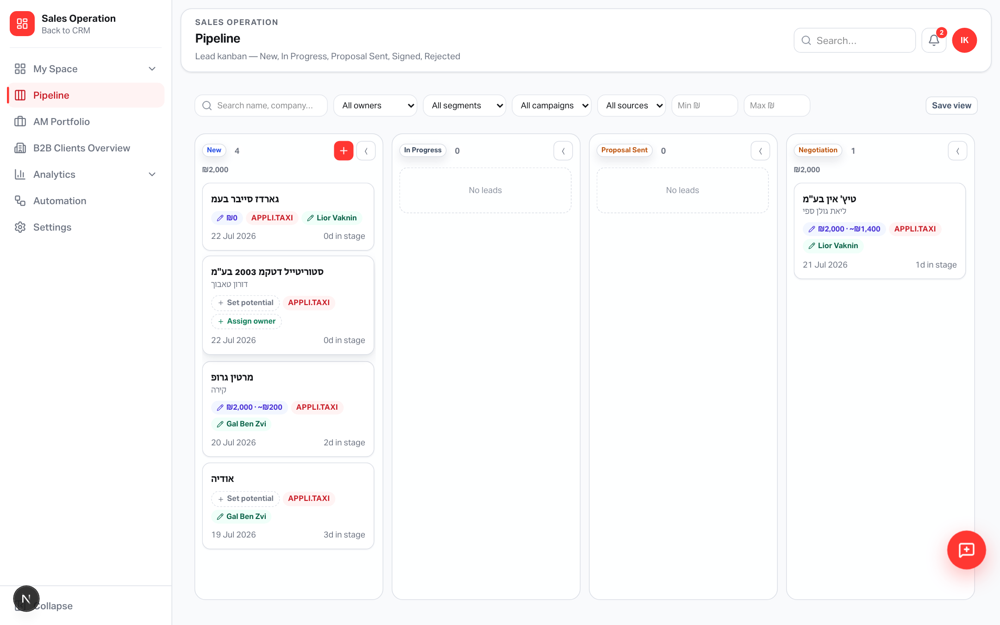 Sales Operation
Back to CRM
My Space
Pipeline
AM Portfolio
B2B Clients Overview
Analytics
Automation
Settings
N
Collapse
SALES OPERATION
Pipeline
Lead kanban — New, In Progress, Proposal Sent, Signed, Rejected
Search...
2
IK
Search name, company...
All owners
All segments
All campaigns
All sources
Min ₪
Max ₪
Save view
New 4
₪2,000
גארדז סייבר בעמ
₪0 APPLI.TAXI Lior Vaknin
22 Jul 2026 0d in stage
סטוריטייל דטקמ 2003 בע"מ
דורון טאבוך
+ Set potential APPLI.TAXI
+ Assign owner
22 Jul 2026 0d in stage
מרטין גרופ
קירה
₪2,000 · ~₪200 APPLI.TAXI
Gal Ben Zvi
20 Jul 2026 2d in stage
אודיה
+ Set potential APPLI.TAXI
Gal Ben Zvi
19 Jul 2026 3d in stage
In Progress 0
No leads
Proposal Sent 0
No leads
Negotiation 1
₪2,000
טיץ' אין בע"מ
ליאת גולן ספי
₪2,000 · ~₪1,400 APPLI.TAXI
Lior Vaknin
21 Jul 2026 1d in stage